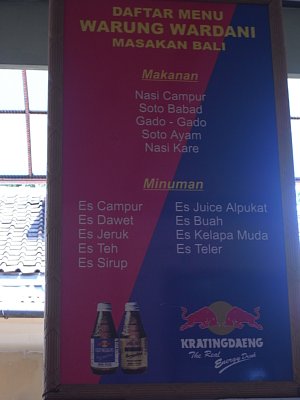 DAFTAR MENU
WARUNG WARDANI
MASAKAN BALI
Makanan
Nasi Campur
Soto Babad
Gado - Gado
Soto Ayam
Nasi Kare
Minuman
Es Campur
Es Dawet
Es Jeruk
Es Teh
Es Sirup
Es Juice Alpukat
Es Buah
Es Kelapa Muda
Es Teler
KRATINGDAENG
The Real
Energy Drink